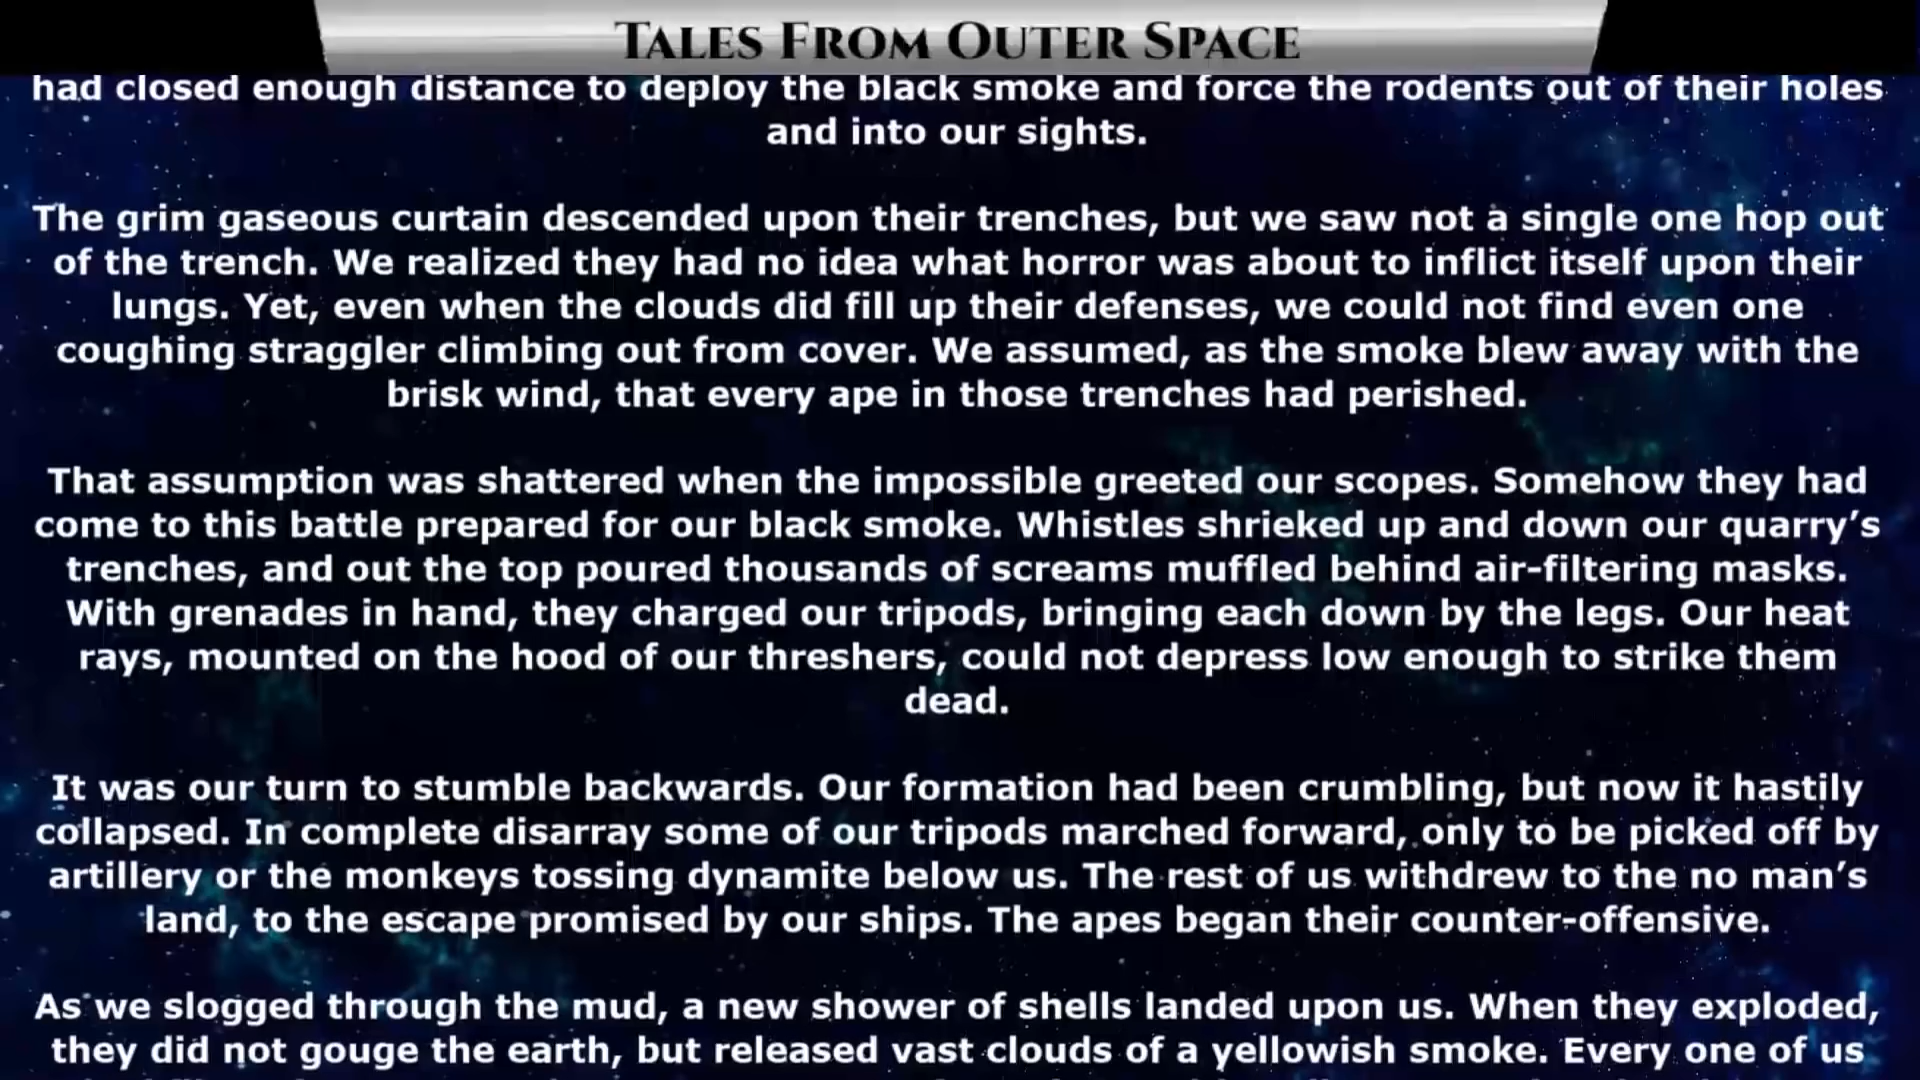 Tales From Outer Space
had closed enough distance to deploy the black smoke and force the rodents out of their holes
and into our sights.
The grim gaseous curtain descended upon their trenches, but we saw not a single one hop out
of the trench. We realized they had no idea what horror was about to inflict itself upon their
lungs. Yet, even when the clouds did fill up their defenses, we could not find even one
coughing straggler climbing out from cover. We assumed, as the smoke blew away with the
brisk wind, that every ape in those trenches had perished.
That assumption was shattered when the impossible greeted our scopes. Somehow they had
come to this battle prepared for our black smoke. Whistles shrieked up and down our quarry’s
trenches, and out the top poured thousands of screams muffled behind air-filtering masks.
With grenades in hand, they charged our tripods, bringing each down by the legs. Our heat
rays, mounted on the hood of our threshers, could not depress low enough to strike them
dead.
It was our turn to stumble backwards. Our formation had been crumbling, but now it hastily
collapsed. In complete disarray some of our tripods marched forward, only to be picked off by
artillery or the monkeys tossing dynamite below us. The rest of us withdrew to the no man’s
land, to the escape promised by our ships. The apes began their counter-offensive.
As we slogged through the mud, a new shower of shells landed upon us. When they exploded,
they did not gouge the earth, but released vast clouds of a yellowish smoke. Every one of us